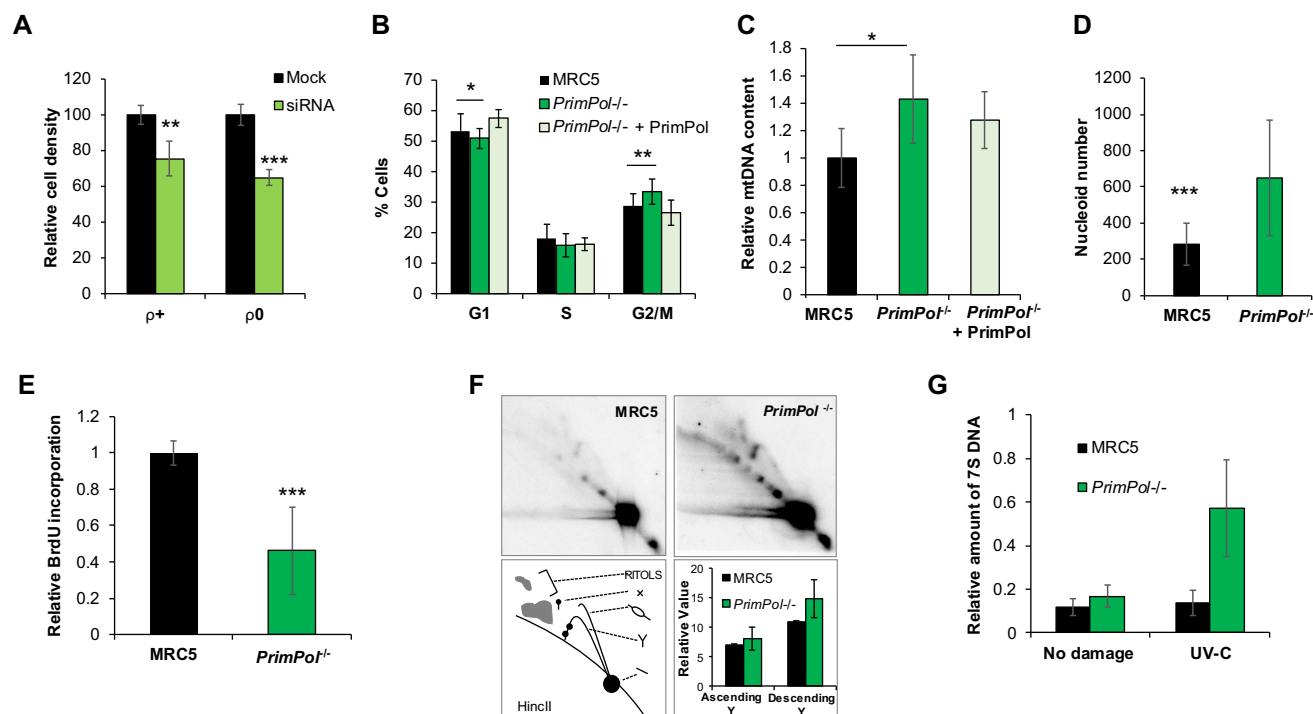 A
Relative cell density
120
100
80
60
40
20
0
Mock
siRNA
**
***
ρ+
ρ0
B
% Cells
70
60
50
40
30
20
10
0
MRC5
PrimPol-/-
PrimPol-/- + PrimPol
*
**
G1
S
G2/M
C
Relative mtDNA content
1.8
1.6
1.4
1.2
1
0.8
0.6
0.4
0.2
0
*
MRC5
PrimPol-/-
PrimPol-/-
+ PrimPol
D
Nucleoid number
1200
1000
800
600
400
200
0
***
MRC5
PrimPol-/-
E
Relative BrdU incorporation
1.2
1
0.8
0.6
0.4
0.2
0
***
MRC5
PrimPol-/-
F
MRC5
PrimPol -/-
RITOLS
x
Y
HincII
Relative Value
20
15
10
5
0
MRC5
PrimPol-/-
Ascending
Y
Descending
Y
G
Relative amount of 7S DNA
1
0.8
0.6
0.4
0.2
0
MRC5
PrimPol-/-
No damage
UV-C